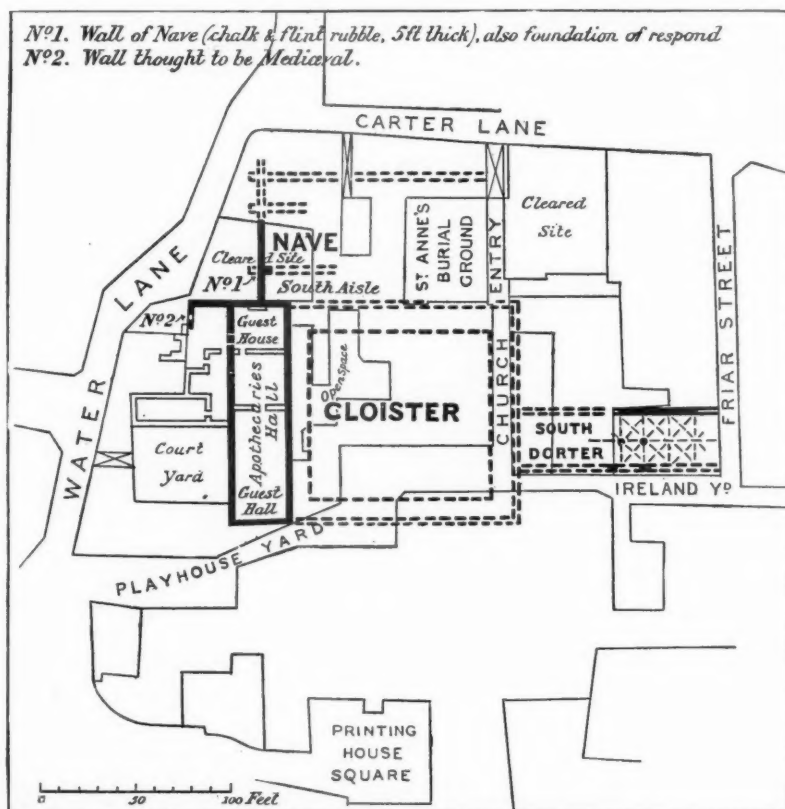 Nº1. Wall of Nave (chalk & flint rubble, 5ft thick), also foundation of respond
Nº2. Wall thought to be Mediæval.
CARTER LANE
WATER LANE
NAVE
Cleared Site
Nº1
South Aisle
ST ANNE'S
BURIAL
GROUND
CHURCH ENTRY
Cleared
Site
FRIAR STREET
Nº2
Guest
House
Apothecaries
Hall
Guest
Hall
Open Space
CLOISTER
SOUTH
DORTER
Court
Yard
IRELAND YD.
PLAYHOUSE YARD
PRINTING
HOUSE
SQUARE
0 50 100 Feet